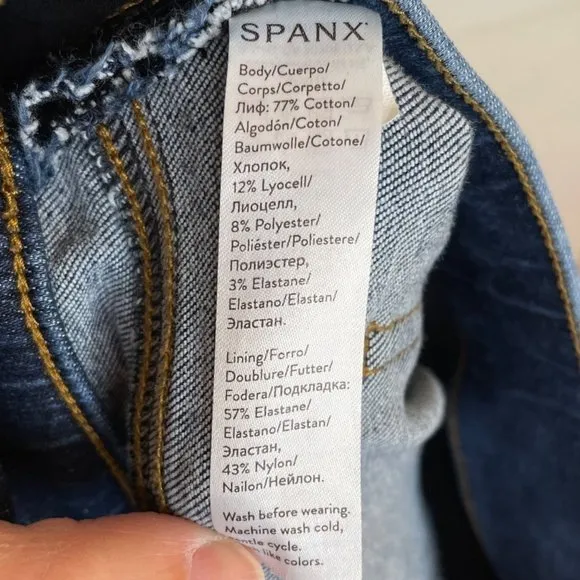 SPANX
Body/Cuerpo/
Corps/Corpetto/
Лиф: 77% Cotton/
Algodón/Coton/
Baumwolle/Cotone/
Хлопок,
12% Lyocell/
Лиоцелл,
8% Polyester/
Poliéster/Poliestere/
Полиэстер,
3% Elastane/
Elastano/Elastan/
Эластан.
Lining/Forro/
Doublure/Futter/
Fodera/Подкладка:
57% Elastane/
Elastano/Elastan/
Эластан,
43% Nylon/
Nailon/Нейлон.
Wash before wearing.
Machine wash cold,
cycle.
like colors.